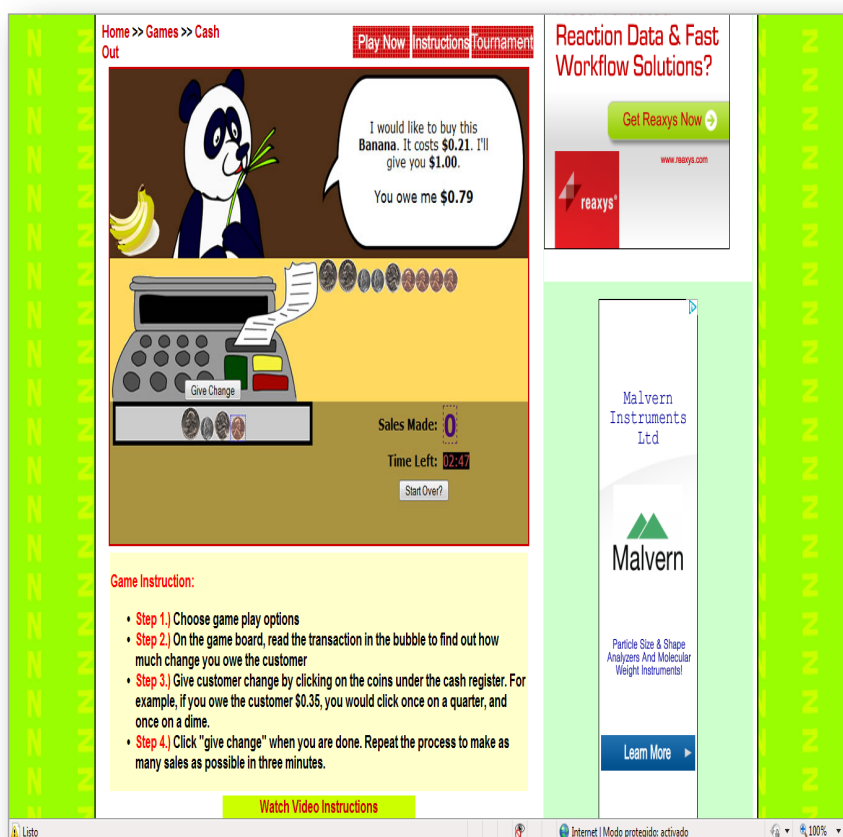 Home >> Games >> Cash
Out
Play Now
Instructions
Tournament
I would like to buy this
Banana. It costs $0.21. I'll
give you $1.00.
You owe me $0.79
Give Change
Sales Made: 0
Time Left: 02:47
Start Over?
Game Instruction:
• Step 1.) Choose game play options
• Step 2.) On the game board, read the transaction in the bubble to find out how
much change you owe the customer
• Step 3.) Give customer change by clicking on the coins under the cash register. For
example, if you owe the customer $0.35, you would click once on a quarter, and
once on a dime.
• Step 4.) Click "give change" when you are done. Repeat the process to make as
many sales as possible in three minutes.
Watch Video Instructions
Reaction Data & Fast
Workflow Solutions?
Get Reaxys Now
www.reaxys.com
reaxys®
Malvern
Instruments
Ltd
Malvern
Particle Size & Shape
Analyzers And Molecular
Weight Instruments!
Learn More
Listo
Internet | Modo protegido: activado
100%